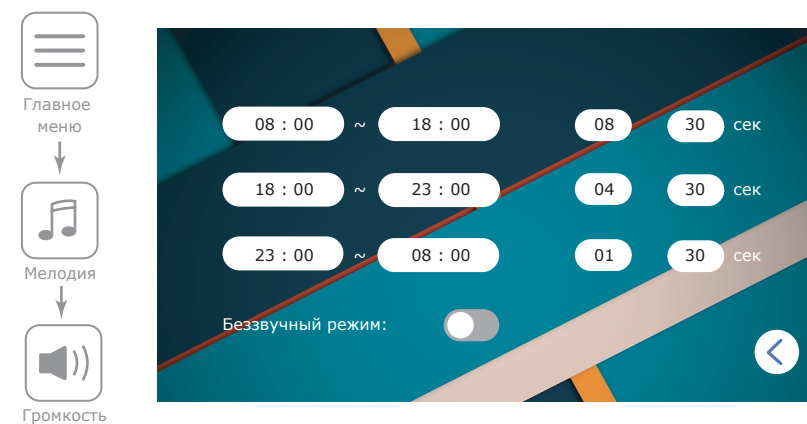 Главное
меню
Мелодия
Громкость
08 : 00 ~ 18 : 00 08 30 сек
18 : 00 ~ 23 : 00 04 30 сек
23 : 00 ~ 08 : 00 01 30 сек
Беззвучный режим: